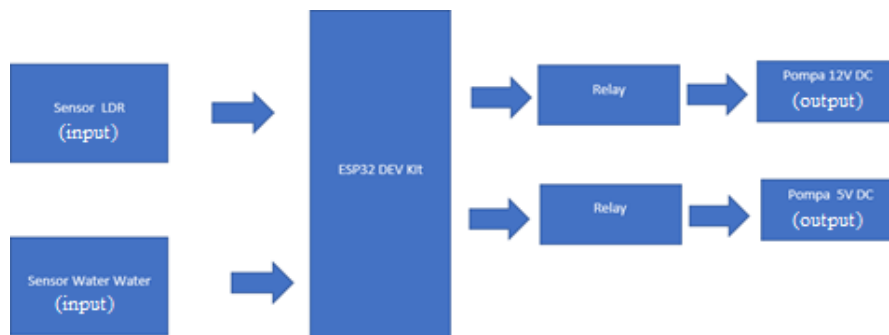 Sensor LDR
(input)
Sensor Water Water
(input)
ESP32 DEV Kit
Relay
Relay
Pompa 12V DC
(output)
Pompa 5V DC
(output)